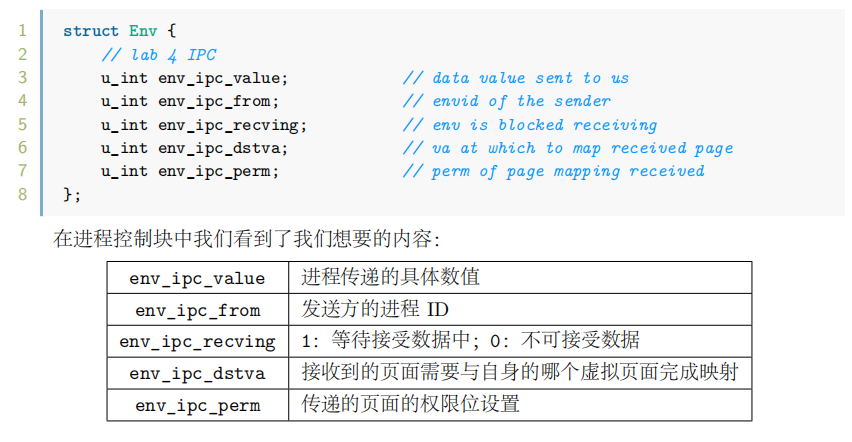 1 struct Env {
2 // lab 4 IPC
3 u_int env_ipc_value; // data value sent to us
4 u_int env_ipc_from; // envid of the sender
5 u_int env_ipc_recving; // env is blocked receiving
6 u_int env_ipc_dstva; // va at which to map received page
7 u_int env_ipc_perm; // perm of page mapping received
8 };
在进程控制块中我们看到了我们想要的内容:
env_ipc_value 进程传递的具体数值
env_ipc_from 发送方的进程 ID
env_ipc_recving 1: 等待接受数据中; 0: 不可接受数据
env_ipc_dstva 接收到的页面需要与自身的哪个虚拟页面完成映射
env_ipc_perm 传递的页面的权限位设置